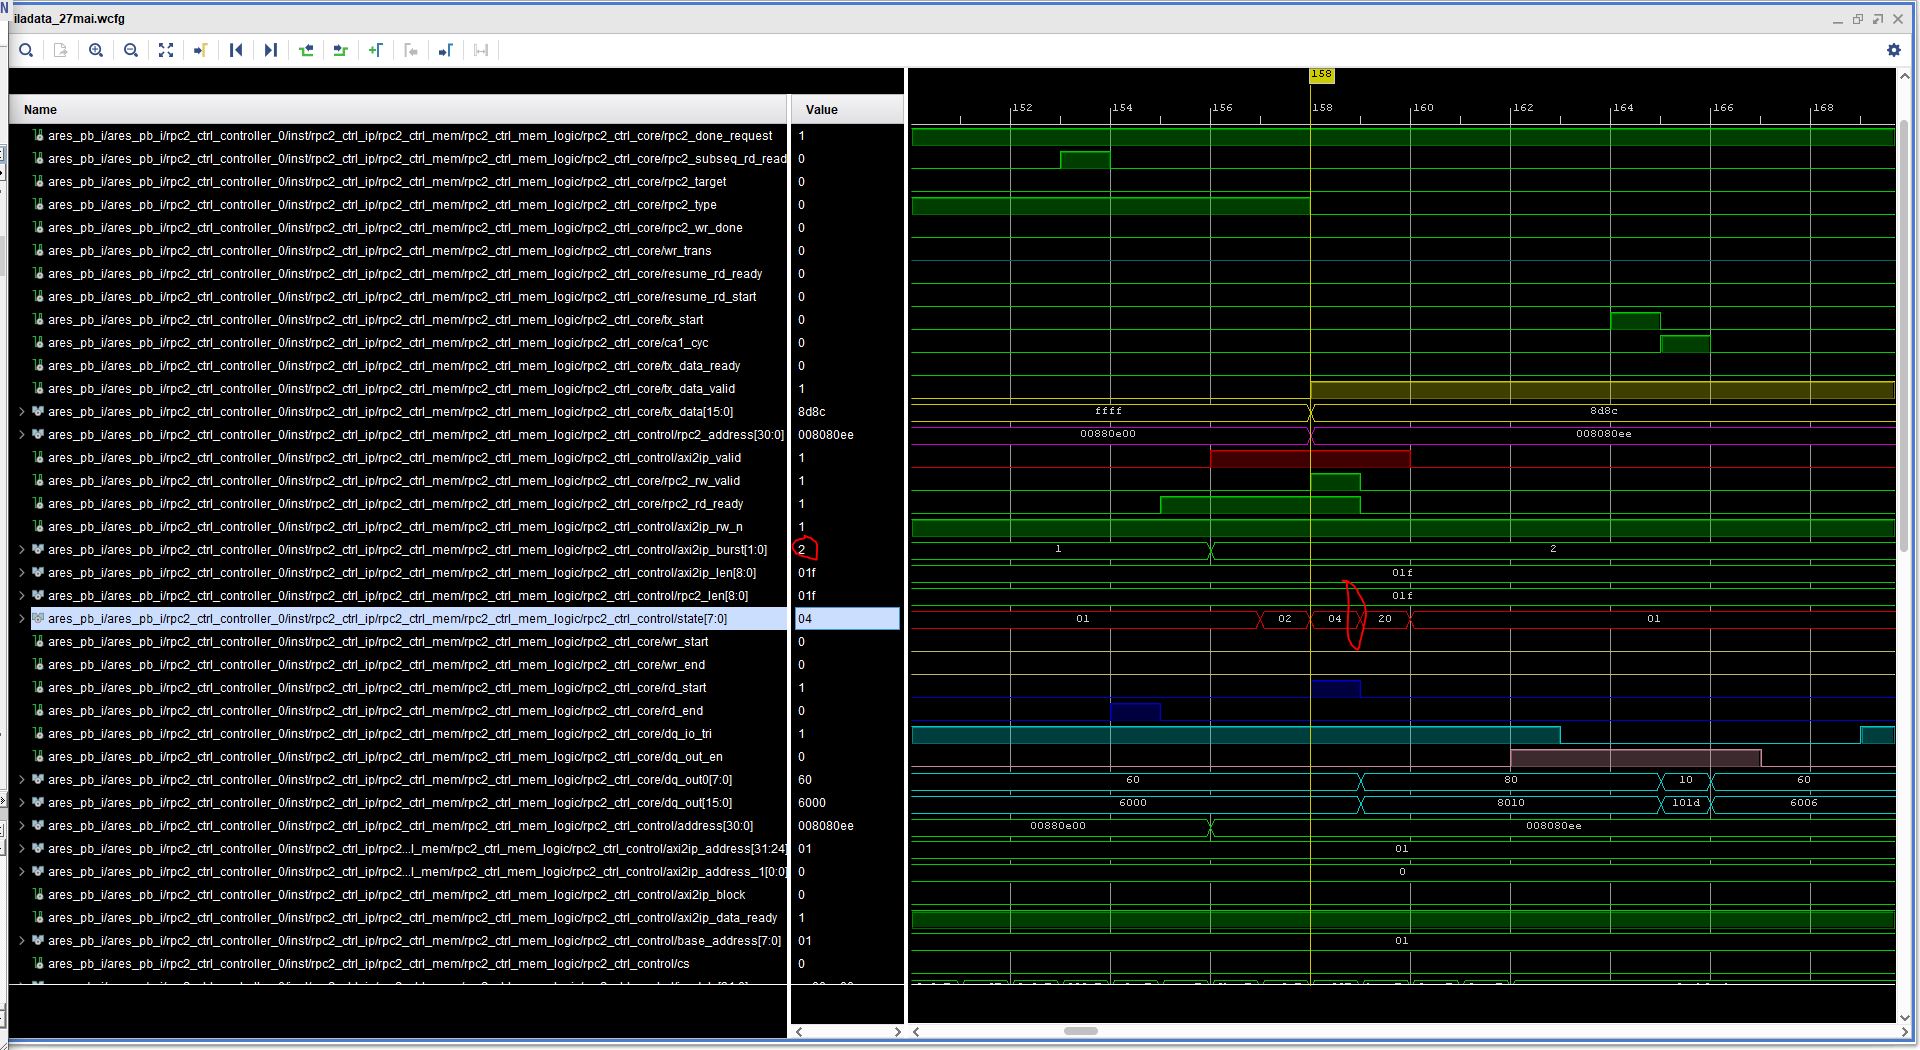 N
iladata_27mai.wcfg
158
Name Value
152 154 156 158 160 162 164 166 168
ares_pb_i/ares_pb_i/rpc2_ctrl_controller_0/inst/rpc2_ctrl_ip/rpc2_ctrl_mem/rpc2_ctrl_mem_logic/rpc2_ctrl_core/rpc2_done_request 1
ares_pb_i/ares_pb_i/rpc2_ctrl_controller_0/inst/rpc2_ctrl_ip/rpc2_ctrl_mem/rpc2_ctrl_mem_logic/rpc2_ctrl_core/rpc2_subseq_rd_read 0
ares_pb_i/ares_pb_i/rpc2_ctrl_controller_0/inst/rpc2_ctrl_ip/rpc2_ctrl_mem/rpc2_ctrl_mem_logic/rpc2_ctrl_core/rpc2_target 0
ares_pb_i/ares_pb_i/rpc2_ctrl_controller_0/inst/rpc2_ctrl_ip/rpc2_ctrl_mem/rpc2_ctrl_mem_logic/rpc2_ctrl_core/rpc2_type 0
ares_pb_i/ares_pb_i/rpc2_ctrl_controller_0/inst/rpc2_ctrl_ip/rpc2_ctrl_mem/rpc2_ctrl_mem_logic/rpc2_ctrl_core/rpc2_wr_done 0
ares_pb_i/ares_pb_i/rpc2_ctrl_controller_0/inst/rpc2_ctrl_ip/rpc2_ctrl_mem/rpc2_ctrl_mem_logic/rpc2_ctrl_core/wr_trans 0
ares_pb_i/ares_pb_i/rpc2_ctrl_controller_0/inst/rpc2_ctrl_ip/rpc2_ctrl_mem/rpc2_ctrl_mem_logic/rpc2_ctrl_core/resume_rd_ready 0
ares_pb_i/ares_pb_i/rpc2_ctrl_controller_0/inst/rpc2_ctrl_ip/rpc2_ctrl_mem/rpc2_ctrl_mem_logic/rpc2_ctrl_core/resume_rd_start 0
ares_pb_i/ares_pb_i/rpc2_ctrl_controller_0/inst/rpc2_ctrl_ip/rpc2_ctrl_mem/rpc2_ctrl_mem_logic/rpc2_ctrl_core/tx_start 0
ares_pb_i/ares_pb_i/rpc2_ctrl_controller_0/inst/rpc2_ctrl_ip/rpc2_ctrl_mem/rpc2_ctrl_mem_logic/rpc2_ctrl_core/ca1_cyc 0
ares_pb_i/ares_pb_i/rpc2_ctrl_controller_0/inst/rpc2_ctrl_ip/rpc2_ctrl_mem/rpc2_ctrl_mem_logic/rpc2_ctrl_core/tx_data_ready 0
ares_pb_i/ares_pb_i/rpc2_ctrl_controller_0/inst/rpc2_ctrl_ip/rpc2_ctrl_mem/rpc2_ctrl_mem_logic/rpc2_ctrl_core/tx_data_valid 1
ares_pb_i/ares_pb_i/rpc2_ctrl_controller_0/inst/rpc2_ctrl_ip/rpc2_ctrl_mem/rpc2_ctrl_mem_logic/rpc2_ctrl_core/tx_data[15:0] 8d8c ffff 8d8c
ares_pb_i/ares_pb_i/rpc2_ctrl_controller_0/inst/rpc2_ctrl_ip/rpc2_ctrl_mem/rpc2_ctrl_mem_logic/rpc2_ctrl_control/rpc2_address[30:0] 008080ee 00880e00 008080ee
ares_pb_i/ares_pb_i/rpc2_ctrl_controller_0/inst/rpc2_ctrl_ip/rpc2_ctrl_mem/rpc2_ctrl_mem_logic/rpc2_ctrl_control/axi2ip_valid 1
ares_pb_i/ares_pb_i/rpc2_ctrl_controller_0/inst/rpc2_ctrl_ip/rpc2_ctrl_mem/rpc2_ctrl_mem_logic/rpc2_ctrl_core/rpc2_rw_valid 1
ares_pb_i/ares_pb_i/rpc2_ctrl_controller_0/inst/rpc2_ctrl_ip/rpc2_ctrl_mem/rpc2_ctrl_mem_logic/rpc2_ctrl_core/rpc2_rd_ready 1
ares_pb_i/ares_pb_i/rpc2_ctrl_controller_0/inst/rpc2_ctrl_ip/rpc2_ctrl_mem/rpc2_ctrl_mem_logic/rpc2_ctrl_control/axi2ip_rw_n 1
ares_pb_i/ares_pb_i/rpc2_ctrl_controller_0/inst/rpc2_ctrl_ip/rpc2_ctrl_mem/rpc2_ctrl_mem_logic/rpc2_ctrl_control/axi2ip_burst[1:0] 2 1 2
ares_pb_i/ares_pb_i/rpc2_ctrl_controller_0/inst/rpc2_ctrl_ip/rpc2_ctrl_mem/rpc2_ctrl_mem_logic/rpc2_ctrl_control/axi2ip_len[8:0] 01f 01f
ares_pb_i/ares_pb_i/rpc2_ctrl_controller_0/inst/rpc2_ctrl_ip/rpc2_ctrl_mem/rpc2_ctrl_mem_logic/rpc2_ctrl_control/rpc2_len[8:0] 01f 01f
ares_pb_i/ares_pb_i/rpc2_ctrl_controller_0/inst/rpc2_ctrl_ip/rpc2_ctrl_mem/rpc2_ctrl_mem_logic/rpc2_ctrl_control/state[7:0] 04 01 02 04 20 01
ares_pb_i/ares_pb_i/rpc2_ctrl_controller_0/inst/rpc2_ctrl_ip/rpc2_ctrl_mem/rpc2_ctrl_mem_logic/rpc2_ctrl_core/wr_start 0
ares_pb_i/ares_pb_i/rpc2_ctrl_controller_0/inst/rpc2_ctrl_ip/rpc2_ctrl_mem/rpc2_ctrl_mem_logic/rpc2_ctrl_core/wr_end 0
ares_pb_i/ares_pb_i/rpc2_ctrl_controller_0/inst/rpc2_ctrl_ip/rpc2_ctrl_mem/rpc2_ctrl_mem_logic/rpc2_ctrl_core/rd_start 1
ares_pb_i/ares_pb_i/rpc2_ctrl_controller_0/inst/rpc2_ctrl_ip/rpc2_ctrl_mem/rpc2_ctrl_mem_logic/rpc2_ctrl_core/rd_end 0
ares_pb_i/ares_pb_i/rpc2_ctrl_controller_0/inst/rpc2_ctrl_ip/rpc2_ctrl_mem/rpc2_ctrl_mem_logic/rpc2_ctrl_core/dq_io_tri 1
ares_pb_i/ares_pb_i/rpc2_ctrl_controller_0/inst/rpc2_ctrl_ip/rpc2_ctrl_mem/rpc2_ctrl_mem_logic/rpc2_ctrl_core/dq_out_en 0
ares_pb_i/ares_pb_i/rpc2_ctrl_controller_0/inst/rpc2_ctrl_ip/rpc2_ctrl_mem/rpc2_ctrl_mem_logic/rpc2_ctrl_core/dq_out0[7:0] 60 60 80 10 60
ares_pb_i/ares_pb_i/rpc2_ctrl_controller_0/inst/rpc2_ctrl_ip/rpc2_ctrl_mem/rpc2_ctrl_mem_logic/rpc2_ctrl_core/dq_out[15:0] 6000 6000 8010 101d 6006
ares_pb_i/ares_pb_i/rpc2_ctrl_controller_0/inst/rpc2_ctrl_ip/rpc2_ctrl_mem/rpc2_ctrl_mem_logic/rpc2_ctrl_control/address[30:0] 008080ee 00880e00 008080ee
ares_pb_i/ares_pb_i/rpc2...l_mem/rpc2_ctrl_mem_logic/rpc2_ctrl_control/axi2ip_address[31:24] 01 01
ares_pb_i/ares_pb_i/rpc2...l_mem/rpc2_ctrl_mem_logic/rpc2_ctrl_control/axi2ip_address_1[0:0] 0 0
ares_pb_i/ares_pb_i/rpc2_ctrl_controller_0/inst/rpc2_ctrl_ip/rpc2_ctrl_mem/rpc2_ctrl_mem_logic/rpc2_ctrl_control/axi2ip_block 0
ares_pb_i/ares_pb_i/rpc2_ctrl_controller_0/inst/rpc2_ctrl_ip/rpc2_ctrl_mem/rpc2_ctrl_mem_logic/rpc2_ctrl_control/axi2ip_data_ready 1
ares_pb_i/ares_pb_i/rpc2_ctrl_controller_0/inst/rpc2_ctrl_ip/rpc2_ctrl_mem/rpc2_ctrl_mem_logic/rpc2_ctrl_control/base_address[7:0] 01 01
ares_pb_i/ares_pb_i/rpc2_ctrl_controller_0/inst/rpc2_ctrl_ip/rpc2_ctrl_mem/rpc2_ctrl_mem_logic/rpc2_ctrl_control/cs 0